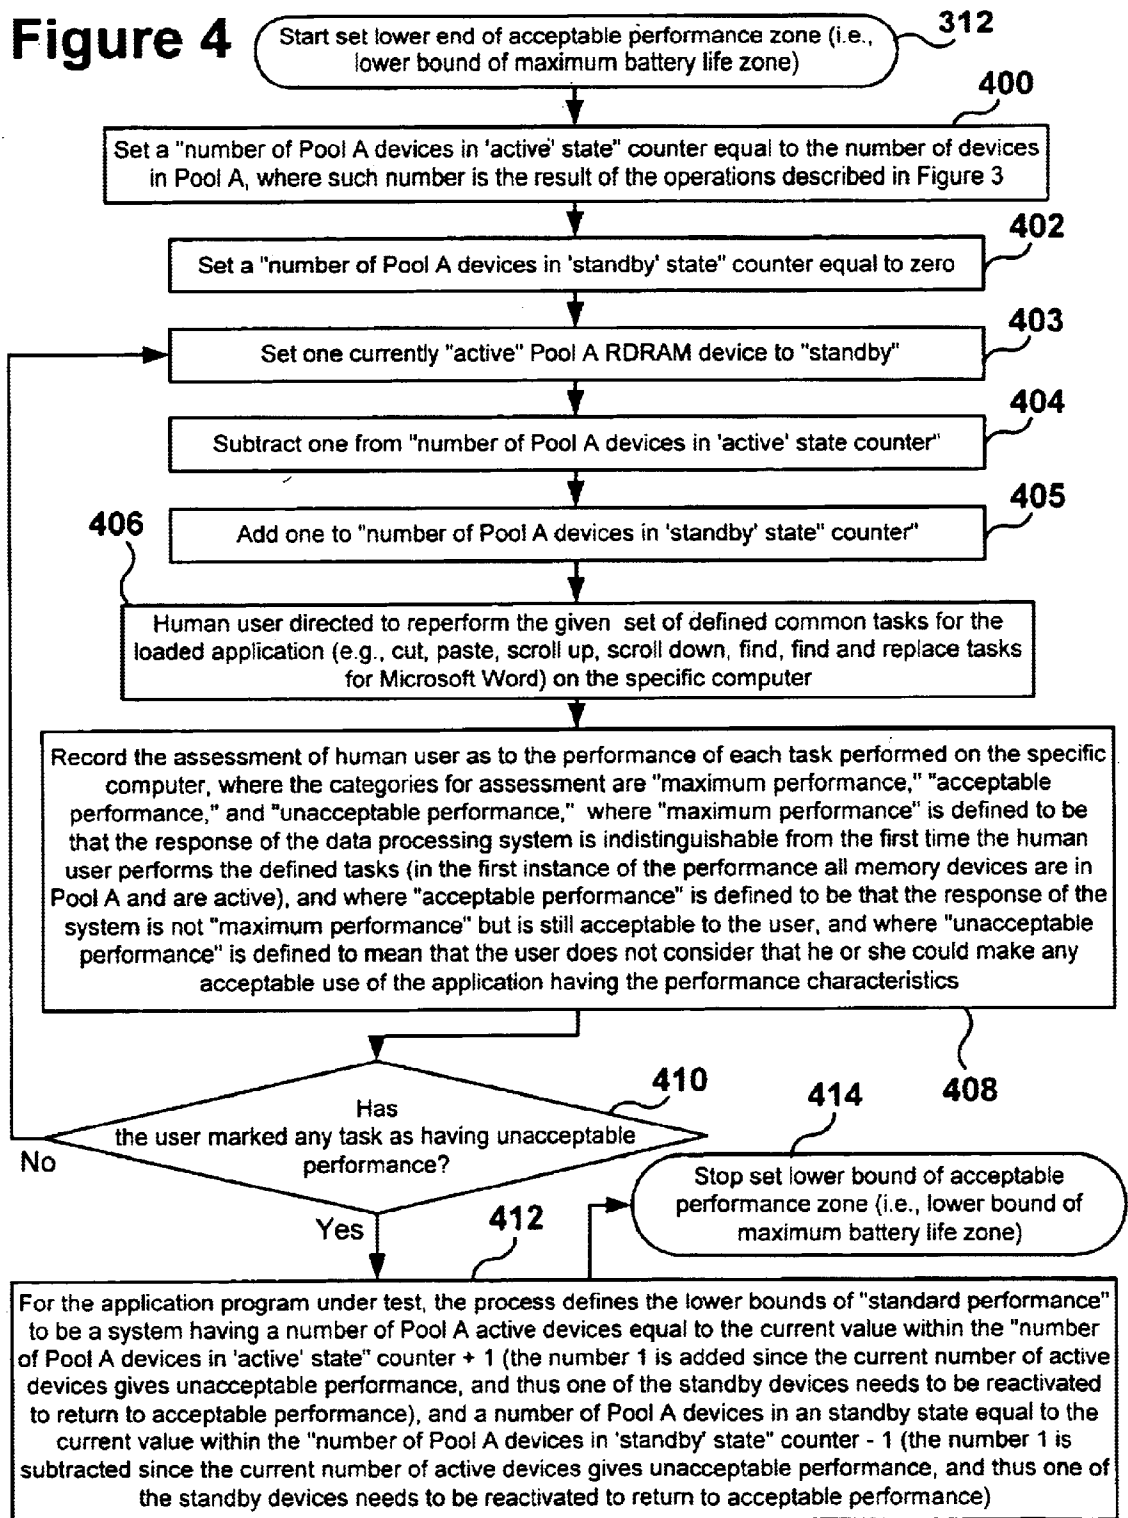 Figure 4
312
Start set lower end of acceptable performance zone (i.e.,
lower bound of maximum battery life zone)
400
Set a "number of Pool A devices in 'active' state" counter equal to the number of devices
in Pool A, where such number is the result of the operations described in Figure 3
402
Set a "number of Pool A devices in 'standby' state" counter equal to zero
403
Set one currently "active" Pool A RDRAM device to "standby"
404
Subtract one from "number of Pool A devices in 'active' state counter"
405
406
Add one to "number of Pool A devices in 'standby' state" counter"
Human user directed to reperform the given set of defined common tasks for the
loaded application (e.g., cut, paste, scroll up, scroll down, find, find and replace tasks
for Microsoft Word) on the specific computer
Record the assessment of human user as to the performance of each task performed on the specific
computer, where the categories for assessment are "maximum performance," "acceptable
performance," and "unacceptable performance," where "maximum performance" is defined to be
that the response of the data processing system is indistinguishable from the first time the human
user performs the defined tasks (in the first instance of the performance all memory devices are in
Pool A and are active), and where "acceptable performance" is defined to be that the response of the
system is not "maximum performance" but is still acceptable to the user, and where "unacceptable
performance" is defined to mean that the user does not consider that he or she could make any
acceptable use of the application having the performance characteristics
408
410
Has
the user marked any task as having unacceptable
performance?
No
Yes
414
Stop set lower bound of acceptable
performance zone (i.e., lower bound of
maximum battery life zone)
412
For the application program under test, the process defines the lower bounds of "standard performance"
to be a system having a number of Pool A active devices equal to the current value within the "number
of Pool A devices in 'active' state" counter + 1 (the number 1 is added since the current number of active
devices gives unacceptable performance, and thus one of the standby devices needs to be reactivated
to return to acceptable performance), and a number of Pool A devices in an standby state equal to the
current value within the "number of Pool A devices in 'standby' state" counter - 1 (the number 1 is
subtracted since the current number of active devices gives unacceptable performance, and thus one of
the standby devices needs to be reactivated to return to acceptable performance)